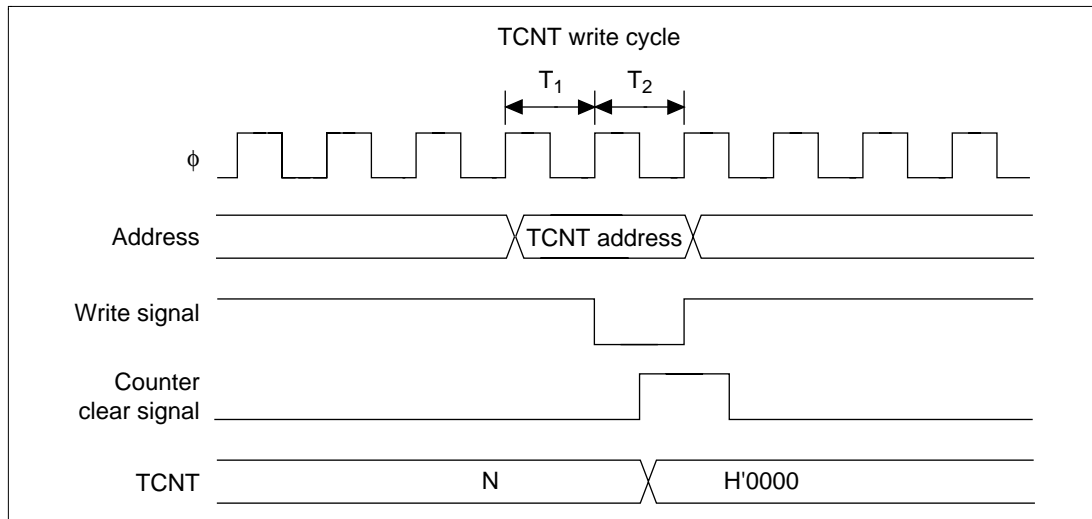 TCNT write cycle
T1 T2
ϕ
Address
TCNT address
Write signal
Counter
clear signal
TCNT
N
H'0000